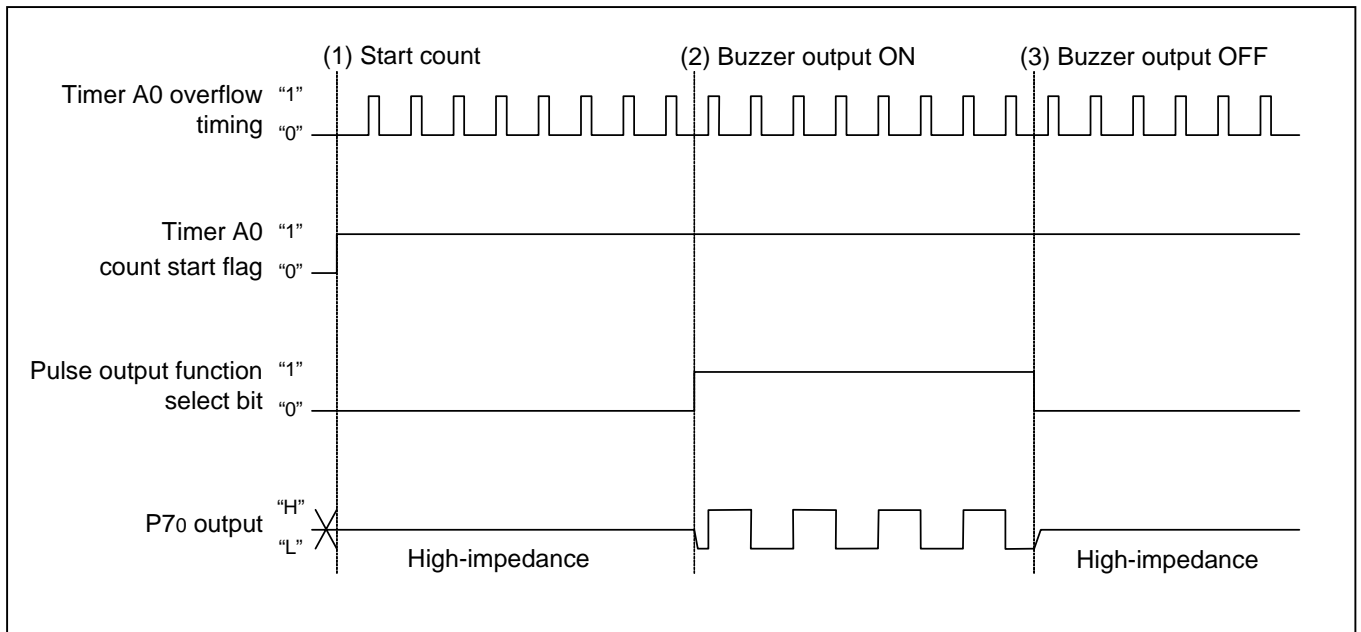 (1) Start count (2) Buzzer output ON (3) Buzzer output OFF
Timer A0 overflow “1”
timing “0”
Timer A0 “1”
count start flag “0”
Pulse output function “1”
select bit “0”
“H”
P70 output
“L”
High-impedance High-impedance